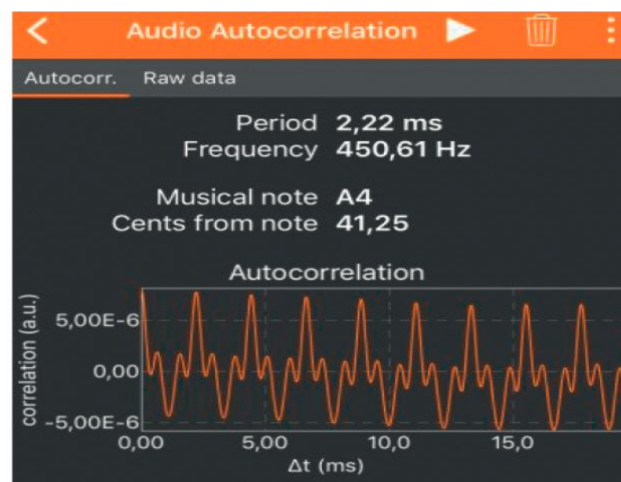 Audio Autocorrelation
Autocorr. Raw data
Period 2,22 ms
Frequency 450,61 Hz
Musical note A4
Cents from note 41,25
Autocorrelation
correlation (a.u.)
5,00E-6
0,00
-5,00E-6
0,00 5,00 10,0 15,0
Δt (ms)